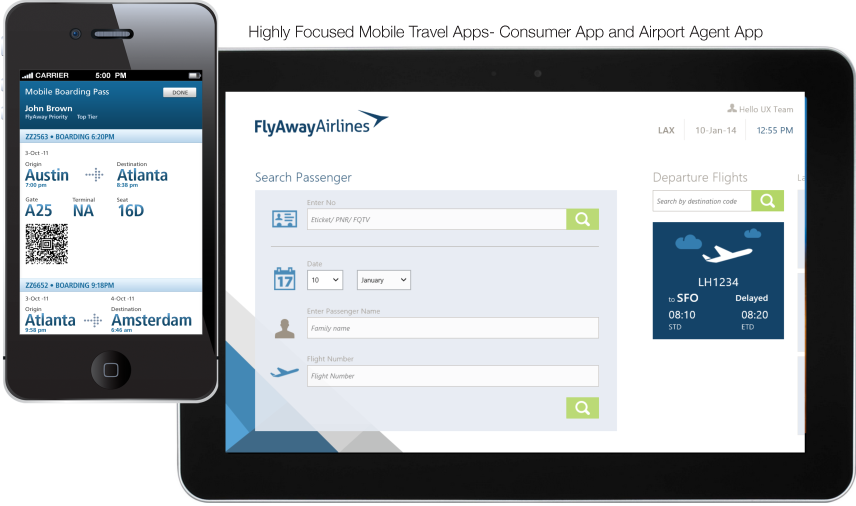 Highly Focused Mobile Travel Apps- Consumer App and Airport Agent App
CARRIER 5:00 PM
Mobile Boarding Pass DONE
John Brown
FlyAway Priority Top Tier
ZZ2563 • BOARDING 6:20PM
3-Oct -11
Origin Destination
Austin Atlanta
7:00 pm 8:38 pm
Gate Terminal Seat
A25 NA 16D
ZZ6652 • BOARDING 9:18PM
3-Oct -11 4-Oct -11
Origin Destination
Atlanta Amsterdam
9:58 pm 6:46 am
Hello UX Team
FlyAwayAirlines
LAX 10-Jan-14 12:55 PM
Search Passenger
Enter No
Eticket/ PNR/ FQTV
17
Date
10 January
Enter Passenger Name
Family name
Flight Number
Flight Number
Departure Flights
La
Search by destination code
LH1234
to SFO Delayed
08:10 08:20
STD ETD